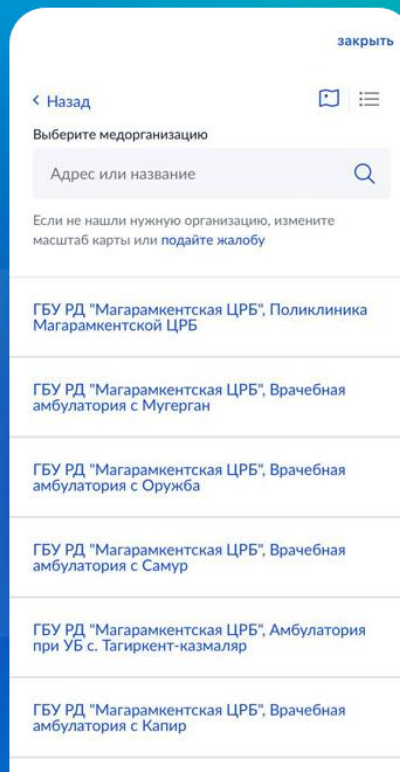 закрыть
Назад
Выберите медорганизацию
Адрес или название
Если не нашли нужную организацию, измените
масштаб карты или подайте жалобу
ГБУ РД "Магарамкентская ЦРБ", Поликлиника
Магарамкентской ЦРБ
ГБУ РД "Магарамкентская ЦРБ", Врачебная
амбулатория с Мугерган
ГБУ РД "Магарамкентская ЦРБ", Врачебная
амбулатория с Оружба
ГБУ РД "Магарамкентская ЦРБ", Врачебная
амбулатория с Самур
ГБУ РД "Магарамкентская ЦРБ", Амбулатория
при УБ с. Тагиркент-казмаляр
ГБУ РД "Магарамкентская ЦРБ", Врачебная
амбулатория с Капир